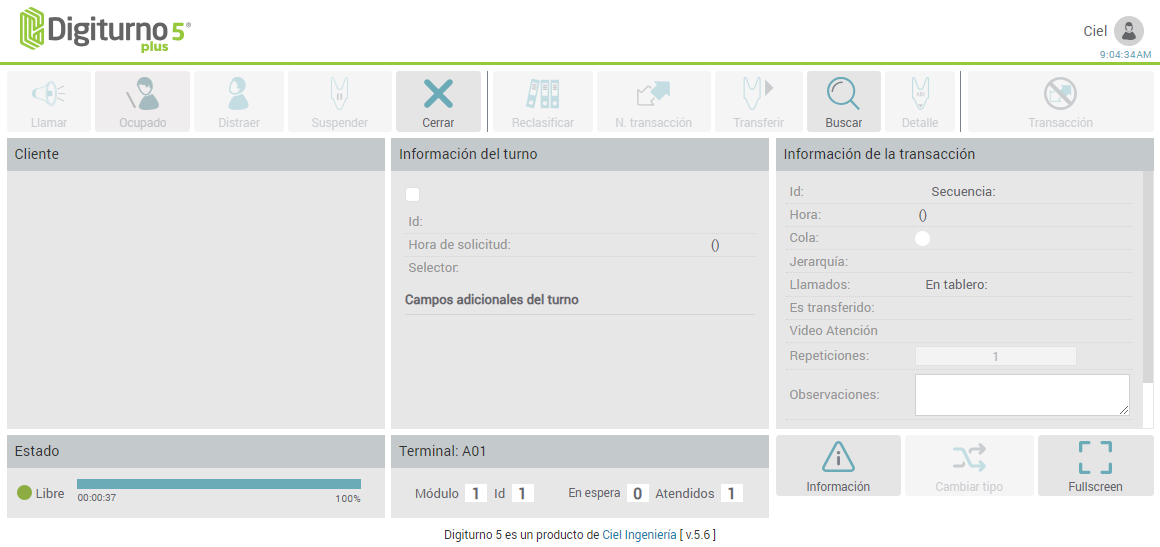 Digiturno 5®
plus
Ciel
9:04:34AM
Llamar
Ocupado
Distraer
Suspender
Cerrar
Reclasificar
N. transacción
Transferir
Buscar
ABC
Detalle
Transacción
Cliente
Información del turno
Id:
Hora de solicitud: ()
Selector:
Campos adicionales del turno
Información de la transacción
Id: Secuencia:
Hora: ()
Cola:
Jerarquía:
Llamados: En tablero:
Es transferido:
Video Atención
Repeticiones: 1
Observaciones:
Estado
Libre
00:00:37 100%
Terminal: A01
Módulo 1 Id 1 En espera 0 Atendidos 1
Información
Cambiar tipo
Fullscreen
Digiturno 5 es un producto de Ciel Ingeniería [ v.5.6 ]